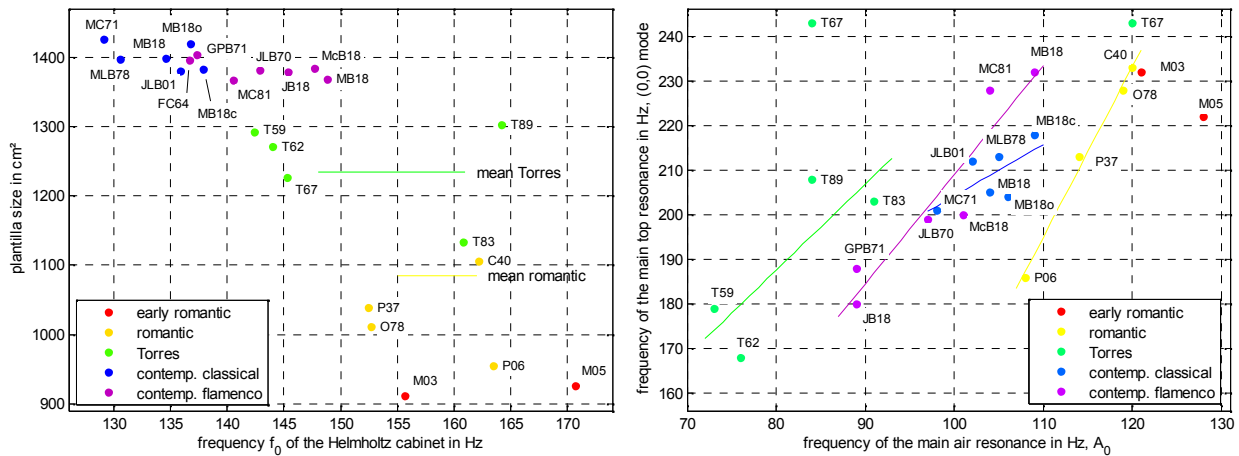 plantilla size in cm²
1400
1300
1200
1100
1000
900
MC71
MB18o
MLB78
MB18
GPB71
JLB01
FC64
MB18c
MC81
JLB70
JB18
McB18
MB18
T59
T62
T67
T89
mean Torres
T83
C40
mean romantic
P37
O78
P06
M03
M05
early romantic
romantic
Torres
contemp. classical
contemp. flamenco
130 135 140 145 150 155 160 165 170
frequency f0 of the Helmholtz cabinet in Hz
frequency of the main top resonance in Hz, (0,0) mode
240
230
220
210
200
190
180
170
160
T67
T67
MB18
C40
M03
MC81
O78
M05
MB18c
MLB78
JLB01
P37
T89
T83
MC71
MB18
MB18o
JLB70
McB18
GPB71
P06
T59
JB18
T62
early romantic
romantic
Torres
contemp. classical
contemp. flamenco
70 80 90 100 110 120 130
frequency of the main air resonance in Hz, A0